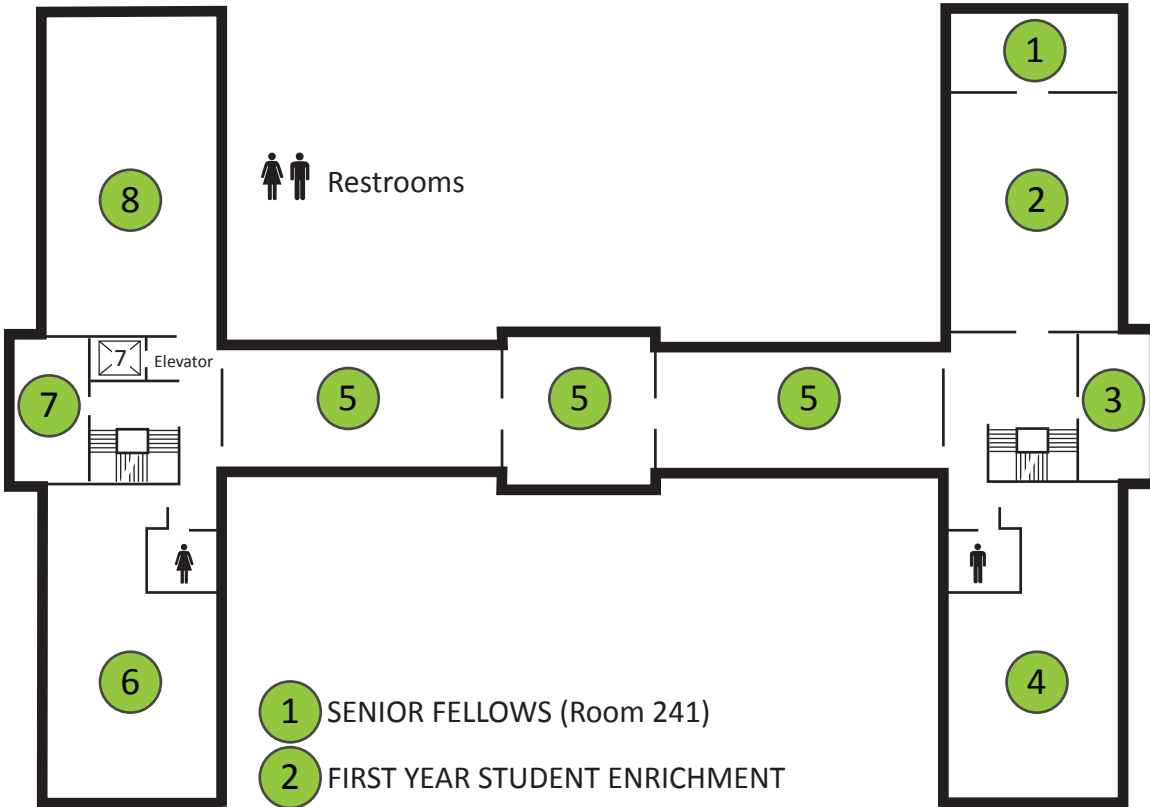 1
8
Restrooms
2
7 Elevator
7
5
5
5
3
6
4
1 SENIOR FELLOWS (Room 241)
2 FIRST YEAR STUDENT ENRICHMENT